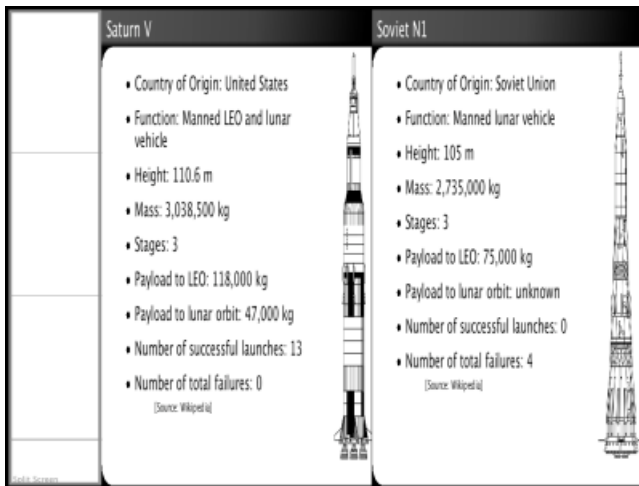 Saturn V
• Country of Origin: United States
• Function: Manned LEO and lunar
vehicle
• Height: 110.6 m
• Mass: 3,038,500 kg
• Stages: 3
• Payload to LEO: 118,000 kg
• Payload to lunar orbit: 47,000 kg
• Number of successful launches: 13
• Number of total failures: 0
[Source: Wikipedia]
Soviet N1
• Country of Origin: Soviet Union
• Function: Manned lunar vehicle
• Height: 105 m
• Mass: 2,735,000 kg
• Stages: 3
• Payload to LEO: 75,000 kg
• Payload to lunar orbit: unknown
• Number of successful launches: 0
• Number of total failures: 4
[Source: Wikipedia]
Split Screen